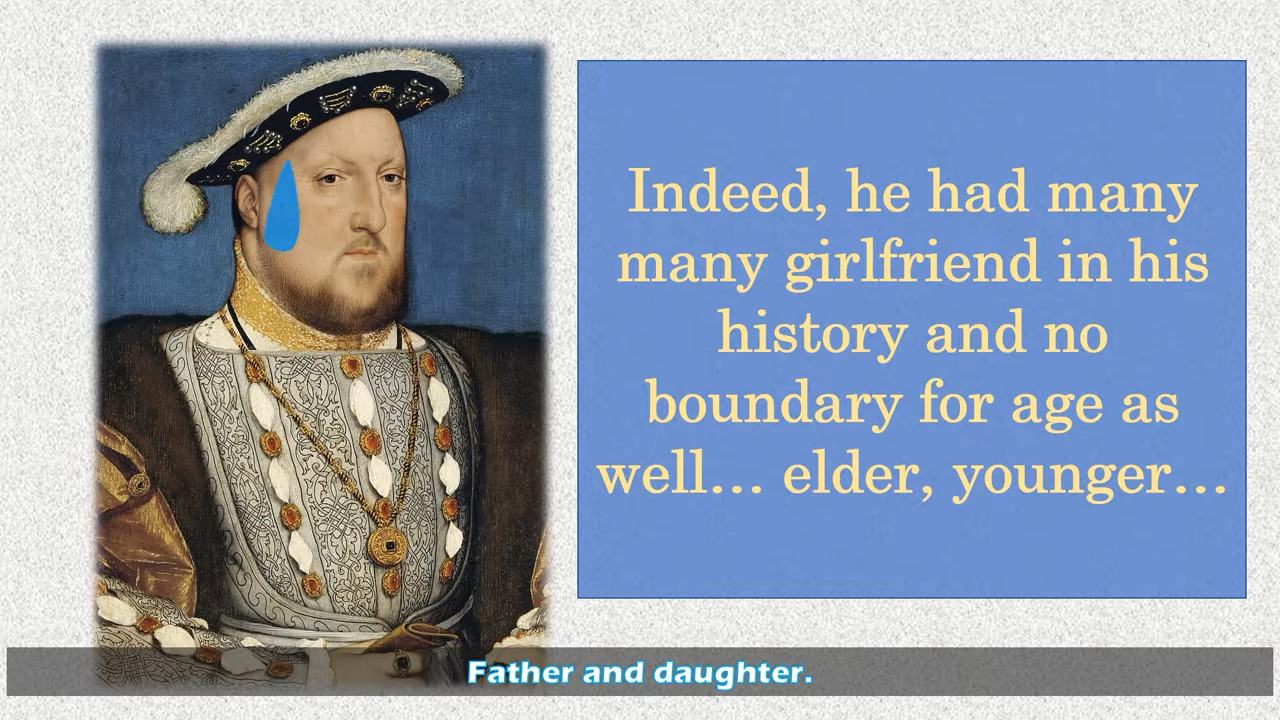 Indeed, he had many
many girlfriend in his
history and no
boundary for age as
well... elder, younger...
Father and daughter.